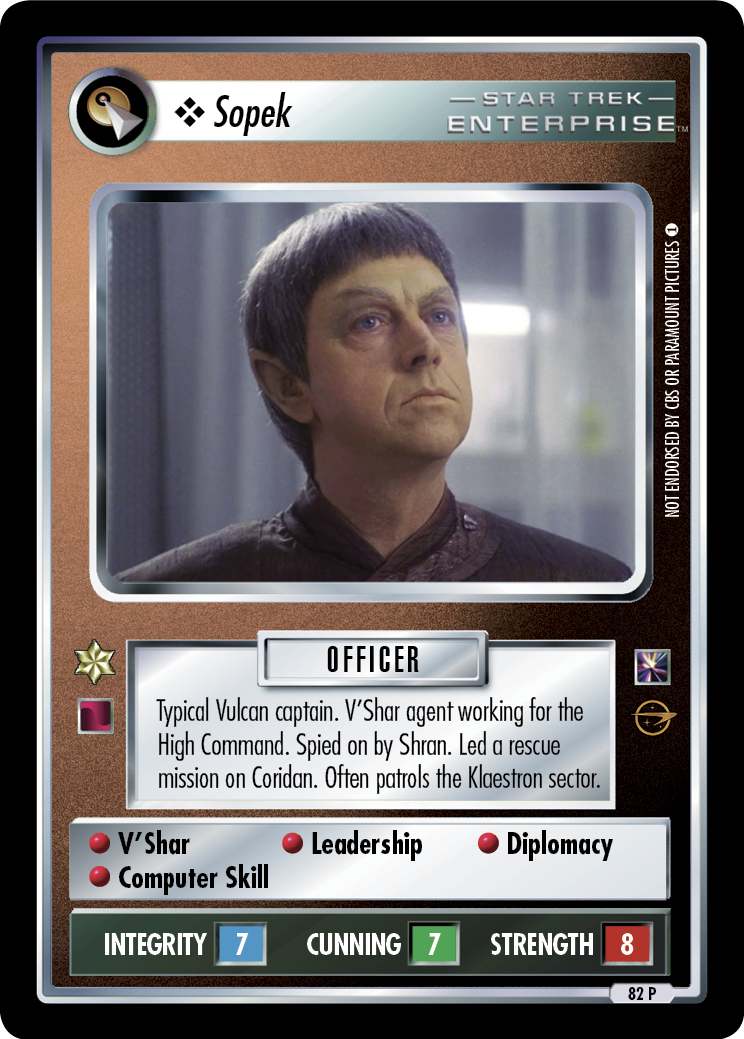 ❖ Sopek
— STAR TREK —
ENTERPRISE™
NOT ENDORSED BY CBS OR PARAMOUNT PICTURES 1
OFFICER
Typical Vulcan captain. V'Shar agent working for the
High Command. Spied on by Shran. Led a rescue
mission on Coridan. Often patrols the Klaestron sector.
V'Shar Leadership Diplomacy
Computer Skill
INTEGRITY 7 CUNNING 7 STRENGTH 8
82 P